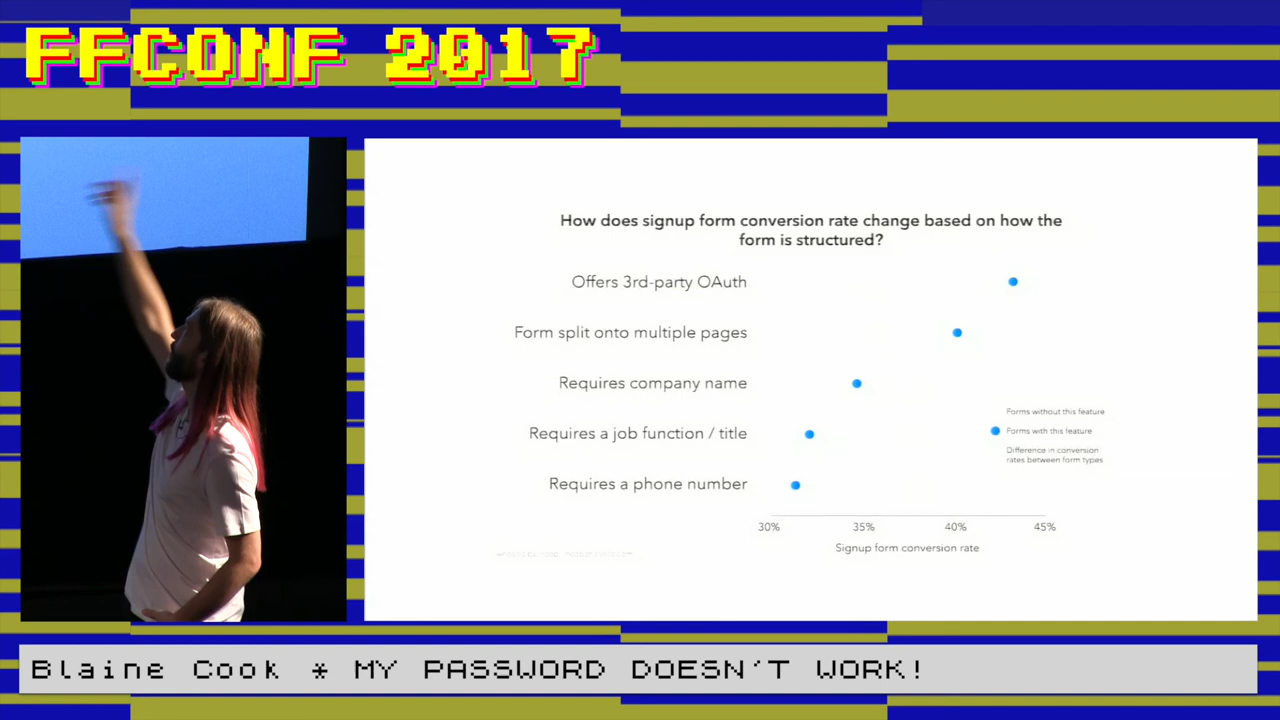 FFCONF 2017
How does signup form conversion rate change based on how the
form is structured?
Offers 3rd-party OAuth
Form split onto multiple pages
Requires company name
Requires a job function / title
Requires a phone number
Forms without this feature
Forms with this feature
Difference in conversion
rates between form types
30% 35% 40% 45%
Signup form conversion rate
Blaine Cook * MY PASSWORD DOESN'T WORK!